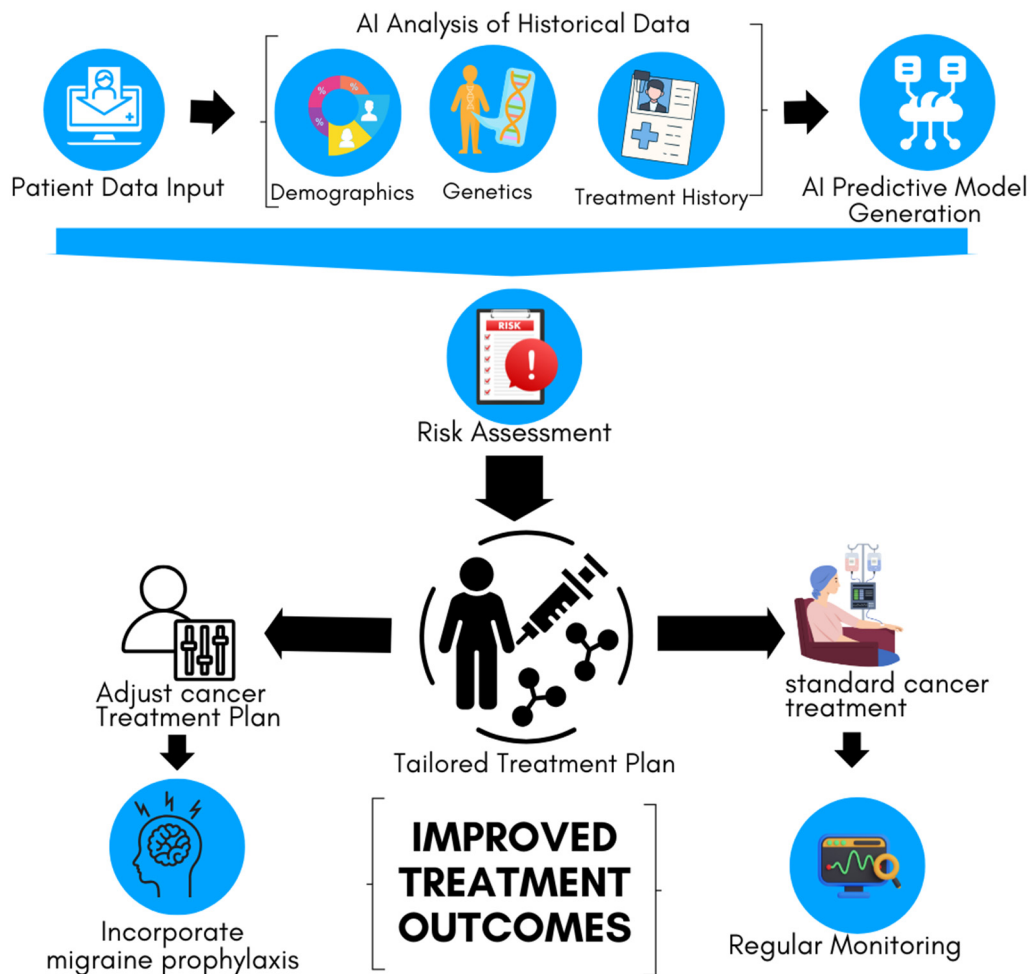 AI Analysis of Historical Data
%
%
%
Patient Data Input
Demographics
Genetics
Treatment History
AI Predictive Model
Generation
RISK
!
Risk Assessment
Adjust cancer
Treatment Plan
Tailored Treatment Plan
standard cancer
treatment
IMPROVED
TREATMENT
OUTCOMES
Incorporate
migraine prophylaxis
Regular Monitoring